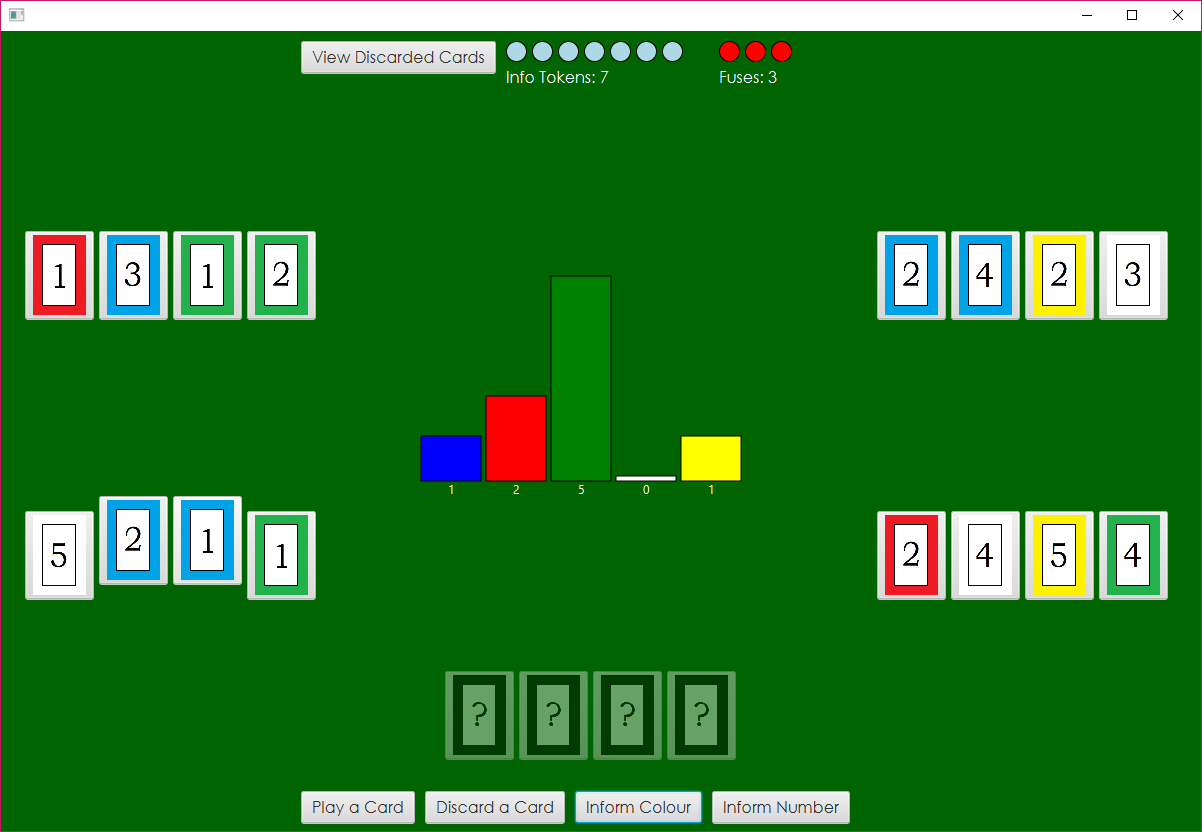 View Discarded Cards
Info Tokens: 7
Fuses: 3
1 3 1 2
2 4 2 3
1 2 5 0 1
5 2 1 1
2 4 5 4
? ? ? ?
Play a Card
Discard a Card
Inform Colour
Inform Number